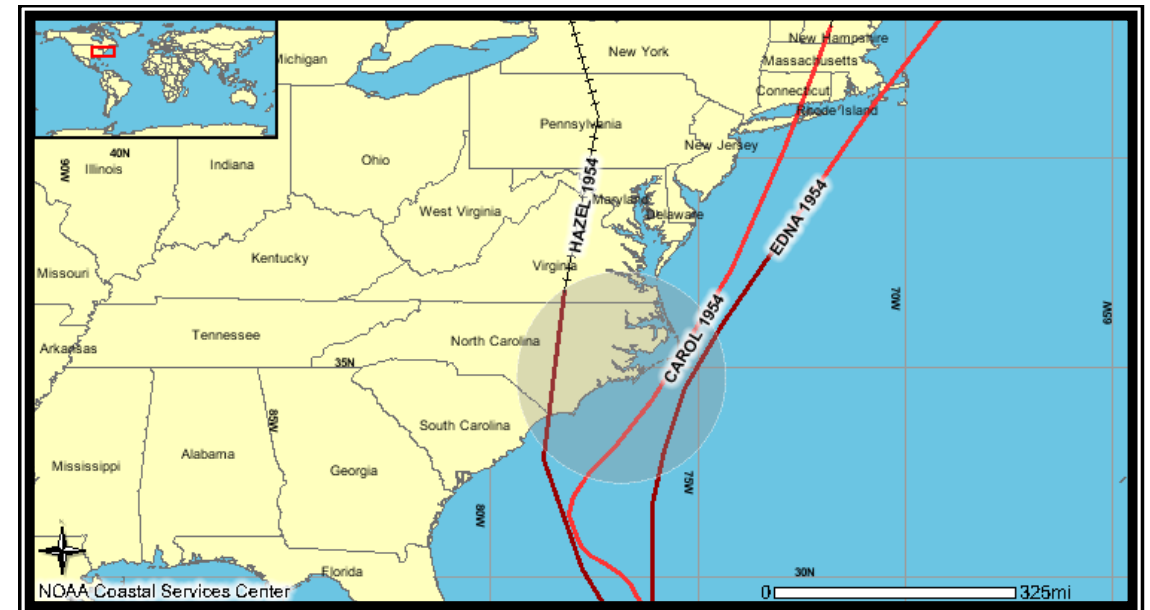 New Hampshire
Michigan
New York
Massachusetts
Connecticut
Rhode Island
Pennsylvania
New Jersey
40N
90W
Illinois
Indiana
Ohio
HAZEL 1954
Maryland
Delaware
EDNA 1954
West Virginia
Kentucky
Virginia
Missouri
70W
65W
CAROL 1954
Tennessee
North Carolina
Arkansas
35N
85W
South Carolina
Alabama
Mississippi
Georgia
75W
80W
Florida
30N
NOAA Coastal Services Center
0
325mi